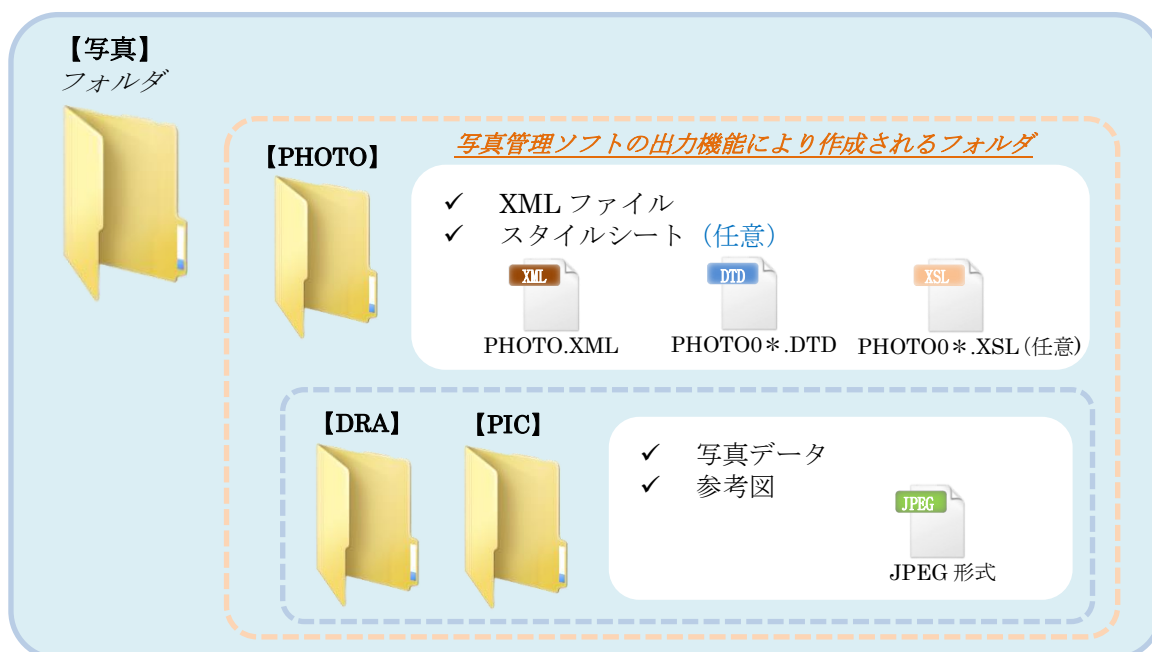 【写真】
フォルダ
写真管理ソフトの出力機能により作成されるフォルダ
【PHOTO】
✓ XML ファイル
✓ スタイルシート（任意）
XML
DTD
XSL
PHOTO.XML
PHOTO0＊.DTD
PHOTO0＊.XSL(任意)
【DRA】
【PIC】
✓ 写真データ
✓ 参考図
JPEG
JPEG 形式